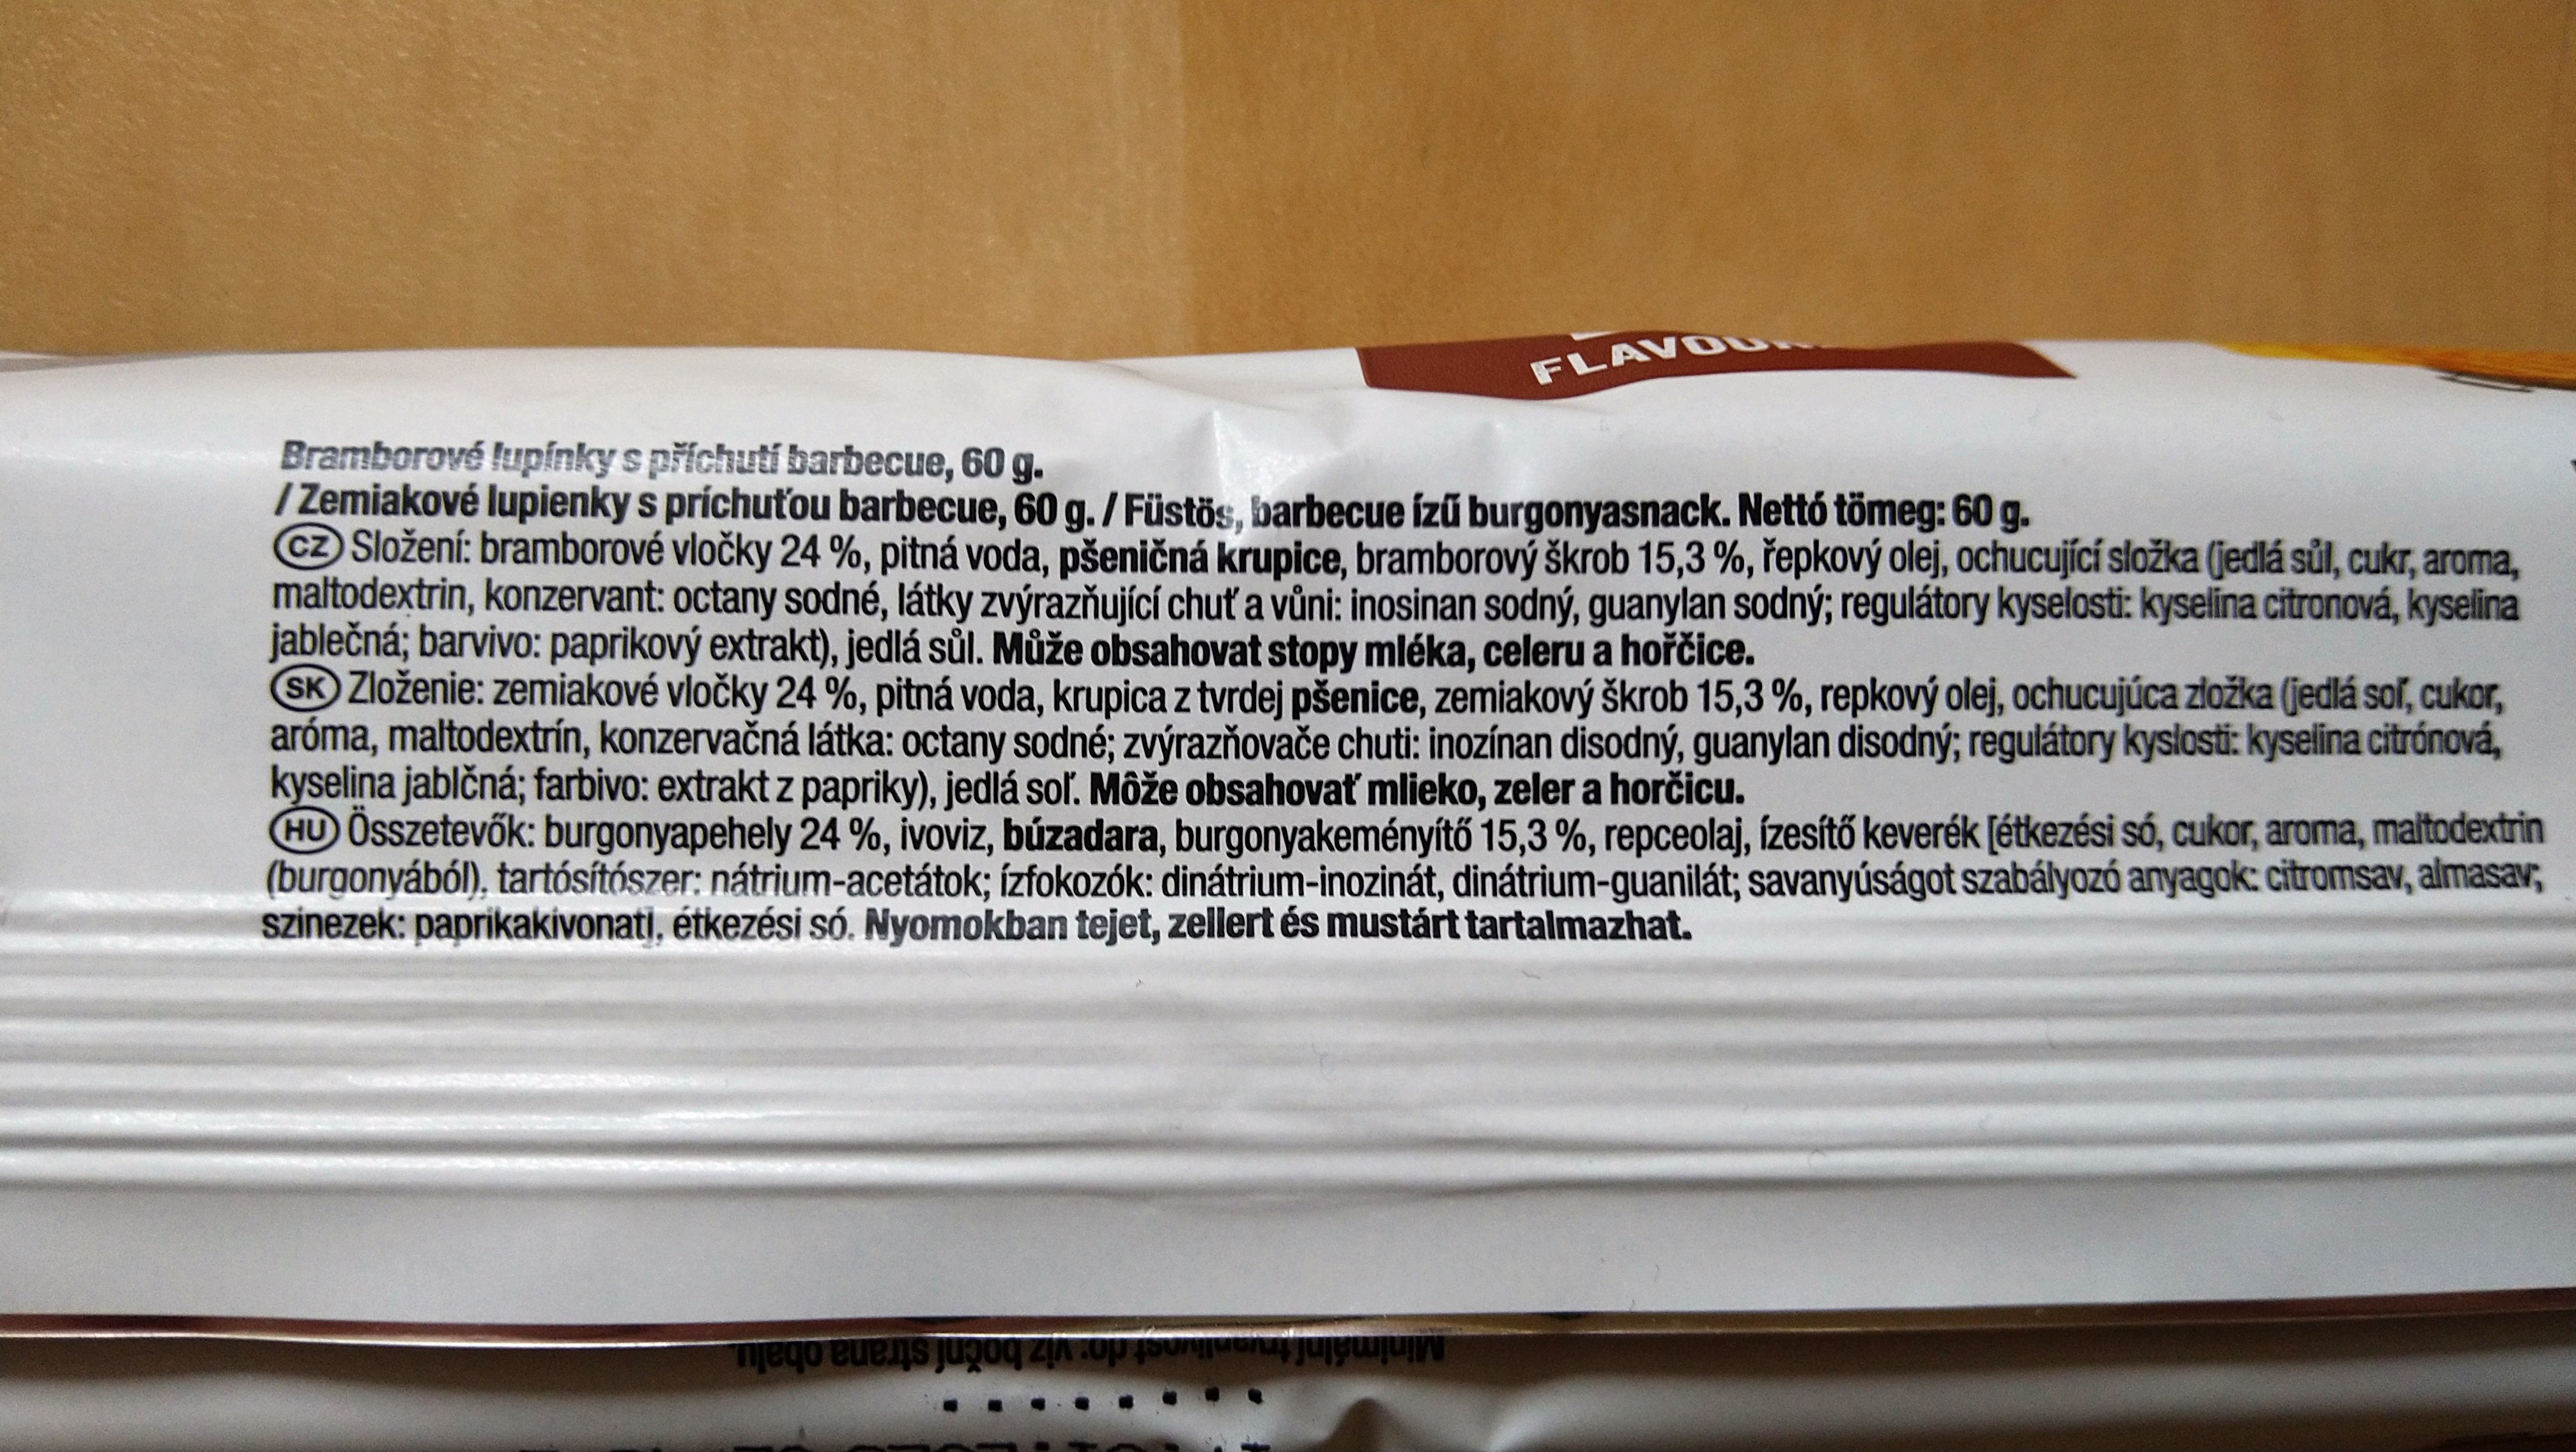 FLAVOUR
Bramborové lupínky s příchutí barbecue, 60 g.
/ Zemiakové lupienky s príchuťou barbecue, 60 g. / Füstös, barbecue ízű burgonyasnack. Nettó tömeg: 60 g.
CZ Složení: bramborové vločky 24 %, pitná voda, pšeničná krupice, bramborový škrob 15,3 %, řepkový olej, ochucující složka (jedlá sůl, cukr, aroma,
maltodextrin, konzervant: octany sodné, látky zvýrazňující chuť a vůni: inosinan sodný, guanylan sodný; regulátory kyselosti: kyselina citronová, kyselina
jablečná; barvivo: paprikový extrakt), jedlá sůl. Může obsahovat stopy mléka, celeru a hořčice.
SK Zloženie: zemiakové vločky 24 %, pitná voda, krupica z tvrdej pšenice, zemiakový škrob 15,3 %, repkový olej, ochucujúca zložka (jedlá soľ, cukor,
aróma, maltodextrín, konzervačná látka: octany sodné; zvýrazňovače chuti: inozínan disodný, guanylan disodný; regulátory kyslosti: kyselina citrónová,
kyselina jablčná; farbivo: extrakt z papriky), jedlá soľ. Môže obsahovať mlieko, zeler a horčicu.
HU Összetevők: burgonyapehely 24 %, ivoviz, búzadara, burgonyakeményítő 15,3 %, repceolaj, ízesítő keverék [étkezési só, cukor, aroma, maltodextrin
(burgonyából), tartósítószer: nátrium-acetátok; ízfokozók: dinátrium-inozinát, dinátrium-guanilát; savanyúságot szabályozó anyagok: citromsav, almasav;
szinezek: paprikakivonat], étkezési só. Nyomokban tejet, zellert és mustárt tartalmazhat.
Minimální trvanlivost do: viz boční strana obalu.